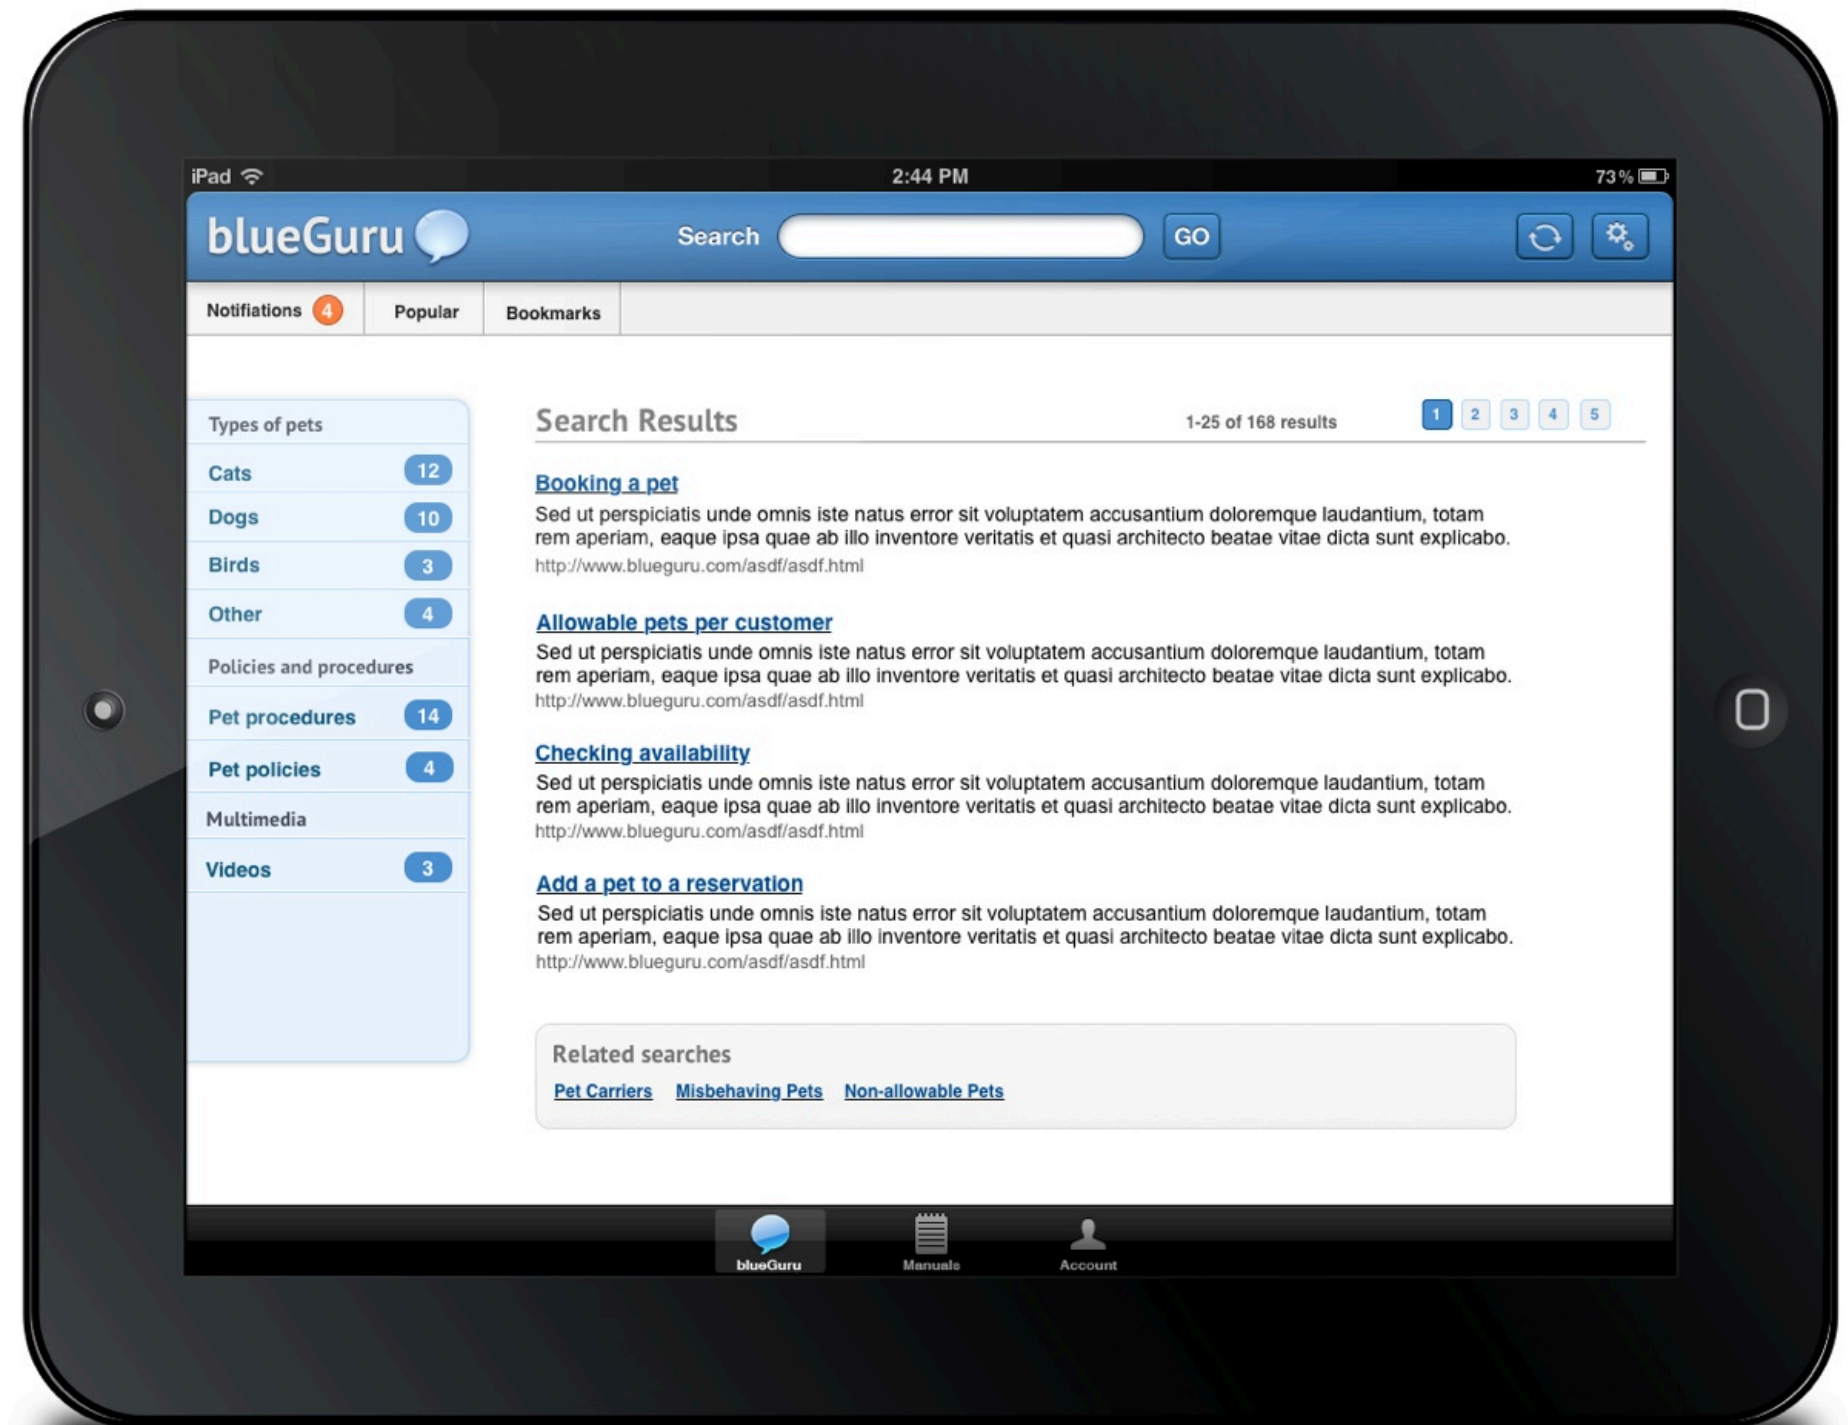 iPad
2:44 PM
73%
blueGuru
Search
GO
Notifiations 4
Popular
Bookmarks
Types of pets
Cats 12
Dogs 10
Birds 3
Other 4
Policies and procedures
Pet procedures 14
Pet policies 4
Multimedia
Videos 3
Search Results
1-25 of 168 results
1 2 3 4 5
Booking a pet
Sed ut perspiciatis unde omnis iste natus error sit voluptatem accusantium doloremque laudantium, totam
rem aperiam, eaque ipsa quae ab illo inventore veritatis et quasi architecto beatae vitae dicta sunt explicabo.
http://www.blueguru.com/asdf/asdf.html
Allowable pets per customer
Sed ut perspiciatis unde omnis iste natus error sit voluptatem accusantium doloremque laudantium, totam
rem aperiam, eaque ipsa quae ab illo inventore veritatis et quasi architecto beatae vitae dicta sunt explicabo.
http://www.blueguru.com/asdf/asdf.html
Checking availability
Sed ut perspiciatis unde omnis iste natus error sit voluptatem accusantium doloremque laudantium, totam
rem aperiam, eaque ipsa quae ab illo inventore veritatis et quasi architecto beatae vitae dicta sunt explicabo.
http://www.blueguru.com/asdf/asdf.html
Add a pet to a reservation
Sed ut perspiciatis unde omnis iste natus error sit voluptatem accusantium doloremque laudantium, totam
rem aperiam, eaque ipsa quae ab illo inventore veritatis et quasi architecto beatae vitae dicta sunt explicabo.
http://www.blueguru.com/asdf/asdf.html
Related searches
Pet Carriers Misbehaving Pets Non-allowable Pets
blueGuru
Manuals
Account